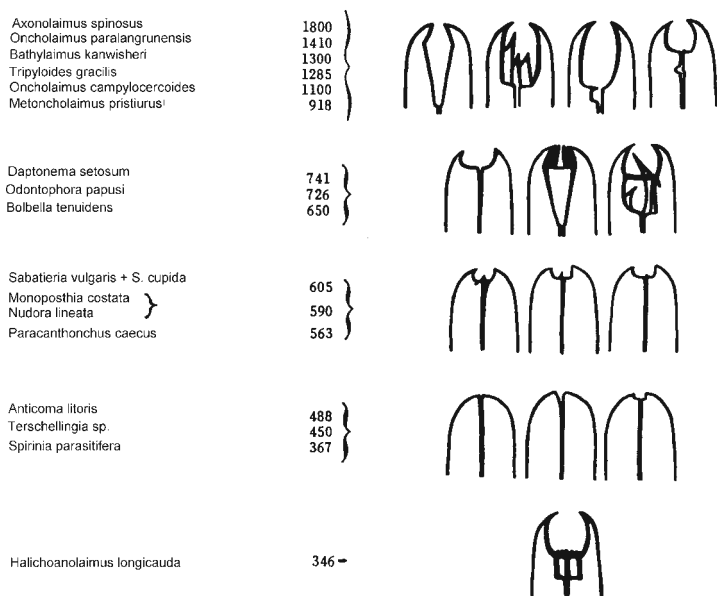 Axonolaimus spinosus 1800
Oncholaimus paralangrunensis 1410
Bathylaimus kanwisheri 1300
Tripyloides gracilis 1285
Oncholaimus campylocercoides 1100
Metoncholaimus pristiurus 918
Daptonema setosum 741
Odontophora papusi 726
Bolbella tenuidens 650
Sabatieria vulgaris + S. cupida 605
Monoposthia costata
Nudora lineata 590
Paracanthonchus caecus 563
Anticoma litoris 488
Terschellingia sp. 450
Spirinia parasitifera 367
Halichoanolaimus longicauda 346